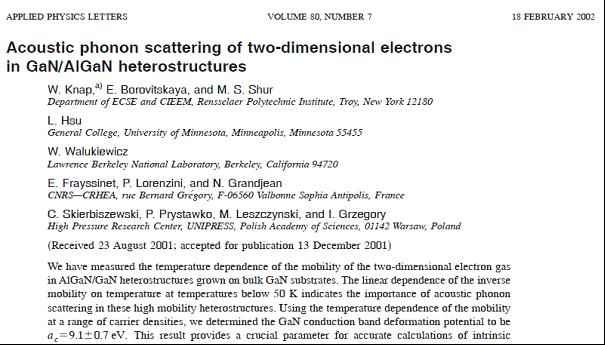 APPLIED PHYSICS LETTERS VOLUME 80, NUMBER 7 18 FEBRUARY 2002
Acoustic phonon scattering of two-dimensional electrons
in GaN/AlGaN heterostructures
W. Knap,a) E. Borovitskaya, and M. S. Shur
Department of ECSE and CIEEM, Rensselaer Polytechnic Institute, Troy, New York 12180
L. Hsu
General College, University of Minnesota, Minneapolis, Minnesota 55455
W. Walukiewicz
Lawrence Berkeley National Laboratory, Berkeley, California 94720
E. Frayssinet, P. Lorenzini, and N. Grandjean
CNRS—CRHEA, rue Bernard Grégory, F-06560 Valbonne Sophia Antipolis, France
C. Skierbiszewski, P. Prystawko, M. Leszczynski, and I. Grzegory
High Pressure Research Center, UNIPRESS, Polish Academy of Sciences, 01142 Warsaw, Poland
(Received 23 August 2001; accepted for publication 13 December 2001)
We have measured the temperature dependence of the mobility of the two-dimensional electron gas
in AlGaN/GaN heterostructures grown on bulk GaN substrates. The linear dependence of the inverse
mobility on temperature at temperatures below 50 K indicates the importance of acoustic phonon
scattering in these high mobility heterostructures. Using the temperature dependence of the mobility
at a range of carrier densities, we determined the GaN conduction band deformation potential to be
ac=9.1±0.7 eV. This result provides a crucial parameter for accurate calculations of intrinsic